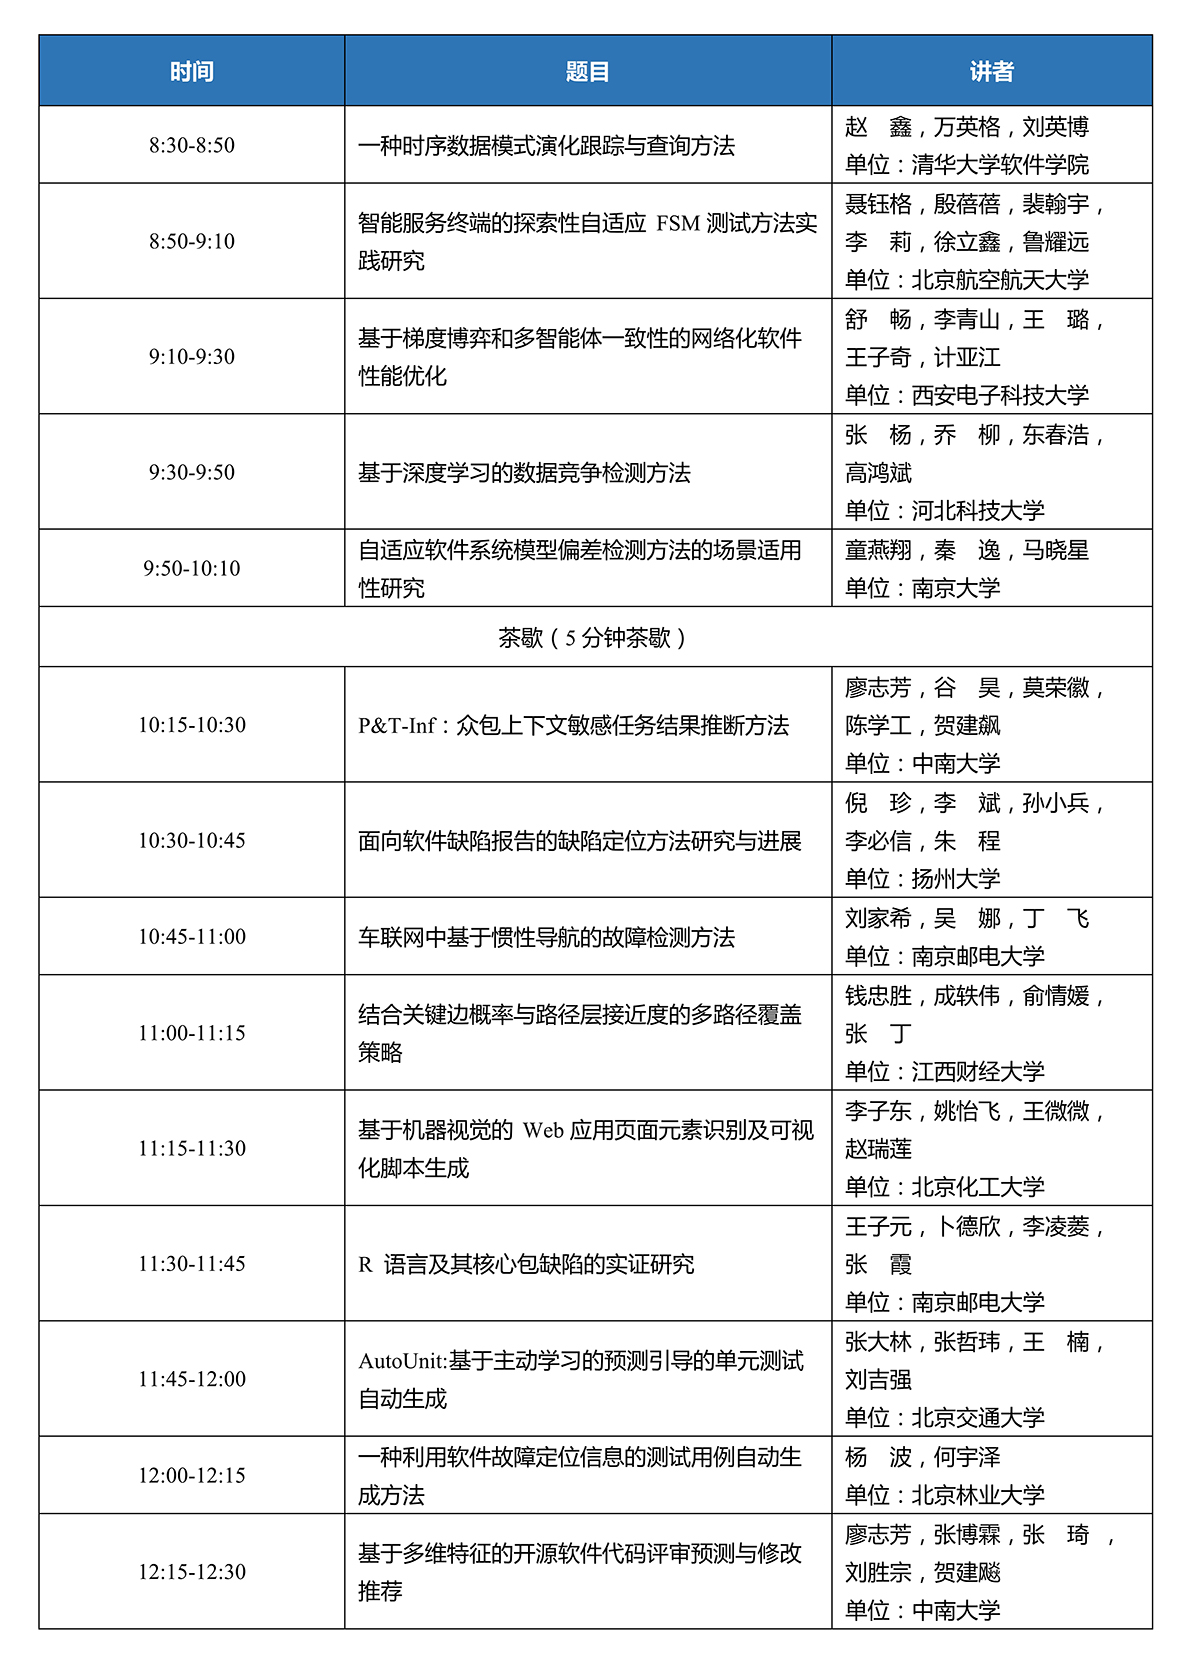 时间 题目 讲者
8:30-8:50
一种时序数据模式演化跟踪与查询方法
赵　鑫，万英格，刘英博
单位：清华大学软件学院
8:50-9:10
智能服务终端的探索性自适应 FSM 测试方法实
践研究
聂钰格，殷蓓蓓，裴翰宇，
李　莉，徐立鑫，鲁耀远
单位：北京航空航天大学
9:10-9:30
基于梯度博弈和多智能体一致性的网络化软件
性能优化
舒　畅，李青山，王　璐，
王子奇，计亚江
单位：西安电子科技大学
9:30-9:50
基于深度学习的数据竞争检测方法
张　杨，乔　柳，东春浩，
高鸿斌
单位：河北科技大学
9:50-10:10
自适应软件系统模型偏差检测方法的场景适用
性研究
童燕翔，秦　逸，马晓星
单位：南京大学
茶歇（5 分钟茶歇）
10:15-10:30
P&T-Inf：众包上下文敏感任务结果推断方法
廖志芳，谷　昊，莫荣徽，
陈学工，贺建飙
单位：中南大学
10:30-10:45
面向软件缺陷报告的缺陷定位方法研究与进展
倪　珍，李　斌，孙小兵，
李必信，朱　程
单位：扬州大学
10:45-11:00
车联网中基于惯性导航的故障检测方法
刘家希，吴　娜，丁　飞
单位：南京邮电大学
11:00-11:15
结合关键边概率与路径层接近度的多路径覆盖
策略
钱忠胜，成轶伟，俞情媛，
张　丁
单位：江西财经大学
11:15-11:30
基于机器视觉的 Web 应用页面元素识别及可视
化脚本生成
李子东，姚怡飞，王微微，
赵瑞莲
单位：北京化工大学
11:30-11:45
R 语言及其核心包缺陷的实证研究
王子元，卜德欣，李凌菱，
张　霞
单位：南京邮电大学
11:45-12:00
AutoUnit:基于主动学习的预测引导的单元测试
自动生成
张大林，张哲玮，王　楠，
刘吉强
单位：北京交通大学
12:00-12:15
一种利用软件故障定位信息的测试用例自动生
成方法
杨　波，何宇泽
单位：北京林业大学
12:15-12:30
基于多维特征的开源软件代码评审预测与修改
推荐
廖志芳，张博霖，张　琦 ，
刘胜宗，贺建飚
单位：中南大学